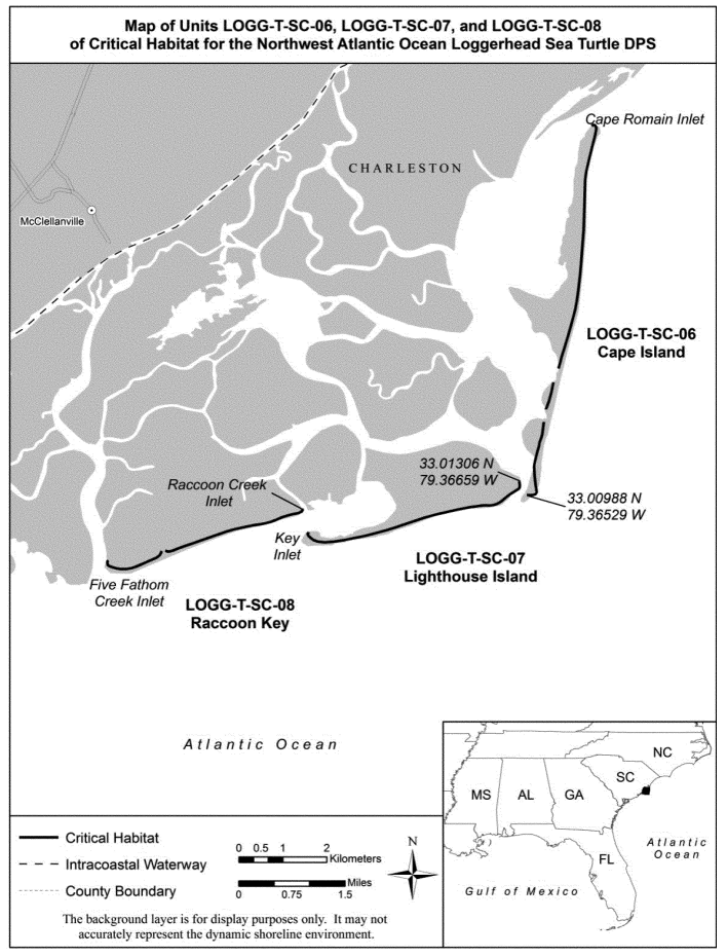 Map of Units LOGG-T-SC-06, LOGG-T-SC-07, and LOGG-T-SC-08
of Critical Habitat for the Northwest Atlantic Ocean Loggerhead Sea Turtle DPS
Cape Romain Inlet
CHARLESTON
McClellanville
LOGG-T-SC-06
Cape Island
33.01306 N
79.36659 W
Raccoon Creek
Inlet
33.00988 N
79.36529 W
Key
Inlet
LOGG-T-SC-07
Lighthouse Island
Five Fathom
Creek Inlet
LOGG-T-SC-08
Raccoon Key
Atlantic Ocean
Critical Habitat
Intracoastal Waterway
County Boundary
0 0.5 1 2
Kilometers
Miles
0 0.75 1.5
N
The background layer is for display purposes only. It may not
accurately represent the dynamic shoreline environment.
NC
SC
MS AL GA
FL
Atlantic
Ocean
Gulf of Mexico